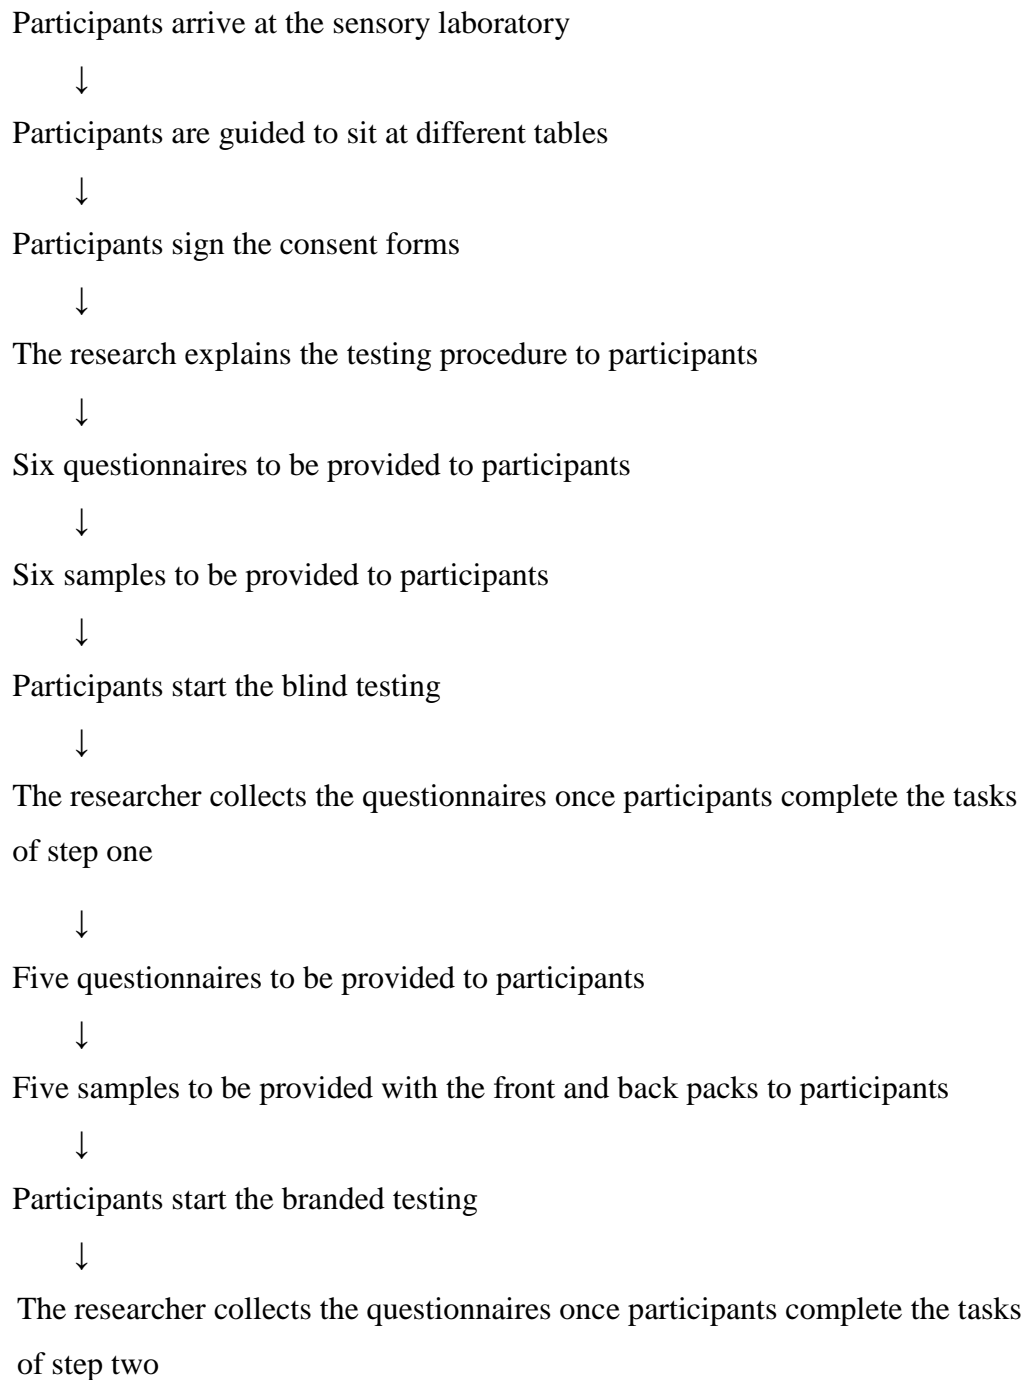 Participants arrive at the sensory laboratory
↓
Participants are guided to sit at different tables
↓
Participants sign the consent forms
↓
The research explains the testing procedure to participants
↓
Six questionnaires to be provided to participants
↓
Six samples to be provided to participants
↓
Participants start the blind testing
↓
The researcher collects the questionnaires once participants complete the tasks
of step one
↓
Five questionnaires to be provided to participants
↓
Five samples to be provided with the front and back packs to participants
↓
Participants start the branded testing
↓
The researcher collects the questionnaires once participants complete the tasks
of step two